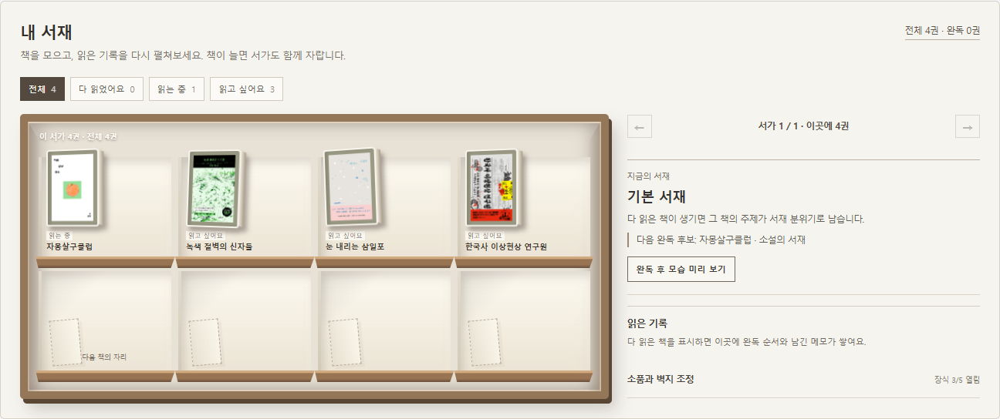 내 서재
전체 4권 · 완독 0권
책을 모으고, 읽은 기록을 다시 펼쳐보세요. 책이 늘면 서가도 함께 자랍니다.
전체 4
다 읽었어요 0
읽는 중 1
읽고 싶어요 3
이 서가 4권 · 전체 4권
읽는 중
자몽살구클럽
읽고 싶어요
녹색 절벽의 신자들
읽고 싶어요
눈 내리는 삼일포
읽고 싶어요
한국사 이상현상 연구원
다음 책의 자리
←
서가 1 / 1 · 이곳에 4권
→
지금의 서재
기본 서재
다 읽은 책이 생기면 그 책의 주제가 서재 분위기로 남습니다.
다음 완독 후보: 자몽살구클럽 · 소설의 서재
완독 후 모습 미리 보기
읽은 기록
다 읽은 책을 표시하면 이곳에 완독 순서와 남긴 메모가 쌓여요.
소품과 벽지 조정
장식 3/5 열림